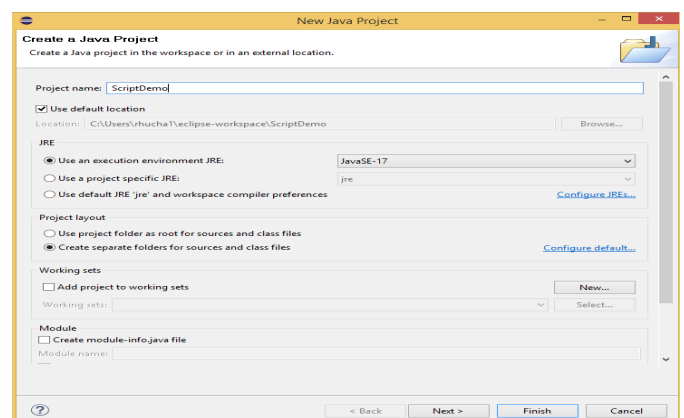 New Java Project
Create a Java Project
Create a Java project in the workspace or in an external location.
Project name: ScriptDemo
Use default location
Location: C:\Users\rhucha1\eclipse-workspace\ScriptDemo Browse...
JRE
Use an execution environment JRE: JavaSE-17
Use a project specific JRE: jre
Use default JRE 'jre' and workspace compiler preferences Configure JREs...
Project layout
Use project folder as root for sources and class files
Create separate folders for sources and class files Configure default...
Working sets
Add project to working sets New...
Working sets: Select...
Module
Create module-info.java file
Module name:
? < Back Next > Finish Cancel